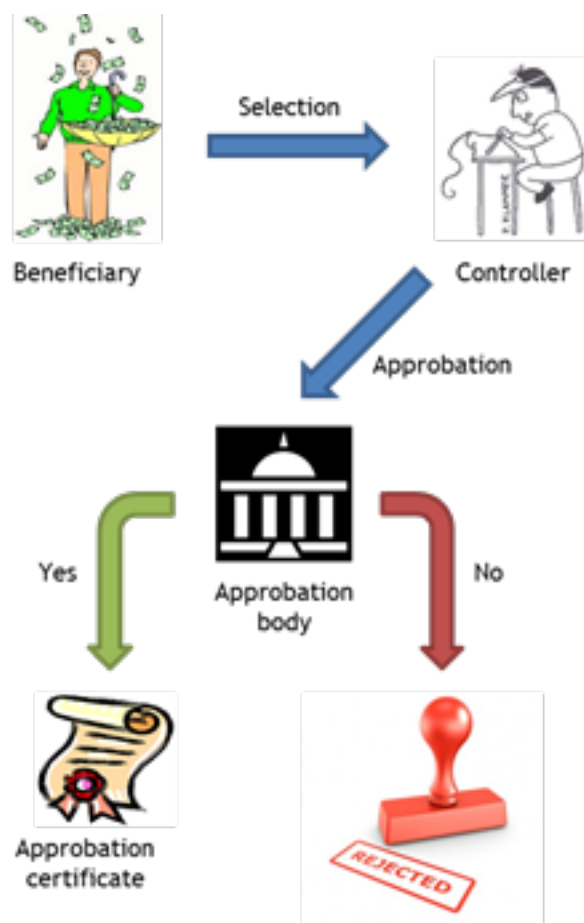 Selection
Beneficiary
Controller
Approbation
Yes
Approbation
body
No
REJECTED
Approbation
certificate